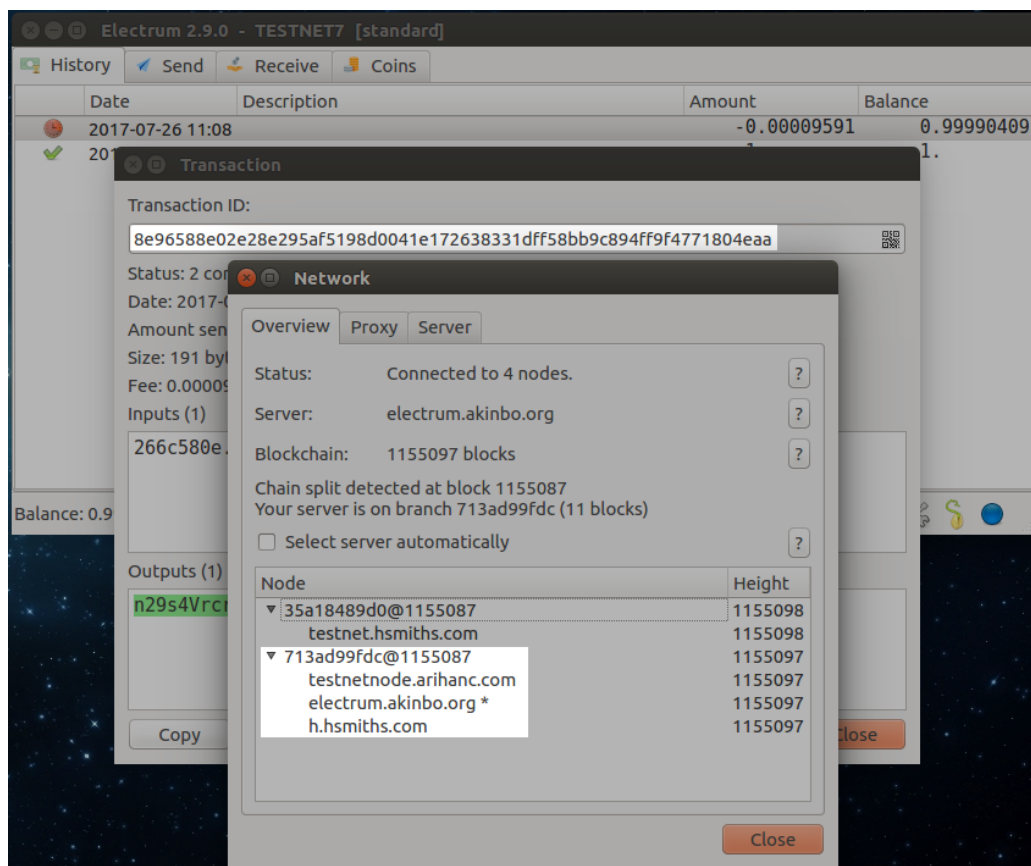 Electrum 2.9.0 - TESTNET7 [standard]
History Send Receive Coins
Date Description Amount Balance
2017-07-26 11:08 -0.00009591 0.99990409
1.
Transaction
Transaction ID:
8e96588e02e28e295af5198d0041e172638331dff58bb9c894ff9f4771804eaa
Status: 2
Date: 2017-
Amount
Size: 191
Fee: 0.00009
Inputs (1)
266c580e.
Balance: 0.9
Outputs (1)
n29s4Vrcr
Copy
Close
Network
Overview Proxy Server
Status: Connected to 4 nodes. ?
Server: electrum.akinbo.org ?
Blockchain: 1155097 blocks ?
Chain split detected at block 1155087
Your server is on branch 713ad99fdc (11 blocks)
Select server automatically ?
Node Height
35a18489d0@1155087 1155098
testnet.hsmiths.com 1155098
713ad99fdc@1155087 1155097
testnetnode.arihanc.com 1155097
electrum.akinbo.org * 1155097
h.hsmiths.com 1155097
Close